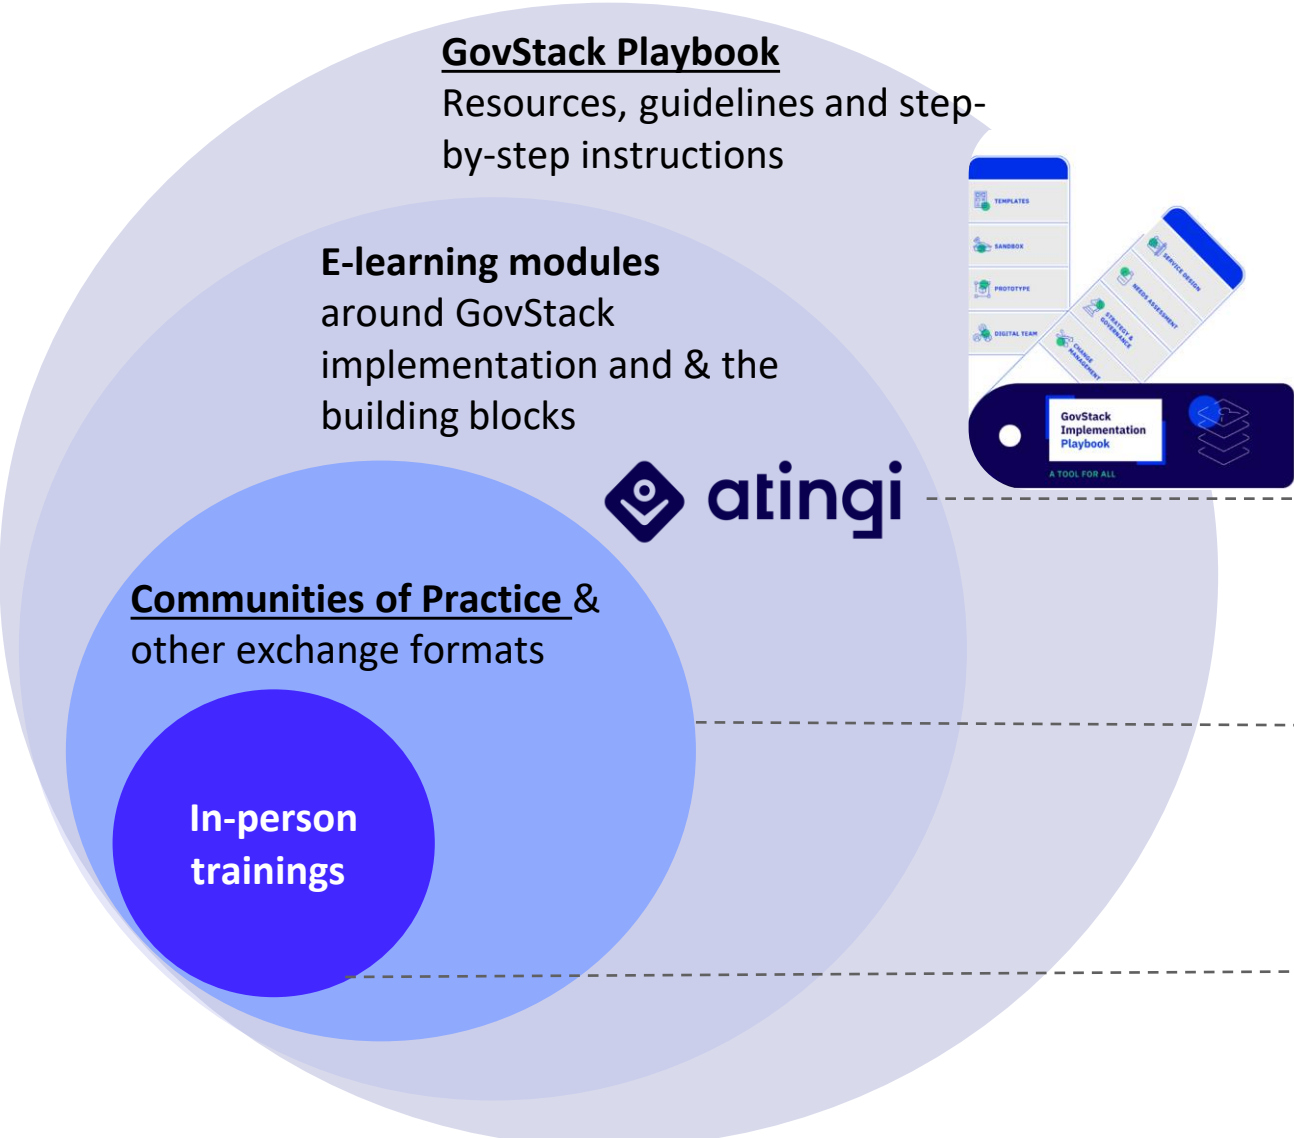 GovStack Playbook
Resources, guidelines and step-
by-step instructions
TEMPLATES
SANDBOX
PROTOTYPE
DIGITAL TEAM
SERVICE DESIGN
NEEDS ASSESSMENT
STRATEGY &
GOVERNANCE
CHANGE
MANAGEMENT
GovStack
Implementation
Playbook
A TOOL FOR ALL
E-learning modules
around GovStack
implementation and & the
building blocks
atingi
Communities of Practice &
other exchange formats
In-person
trainings